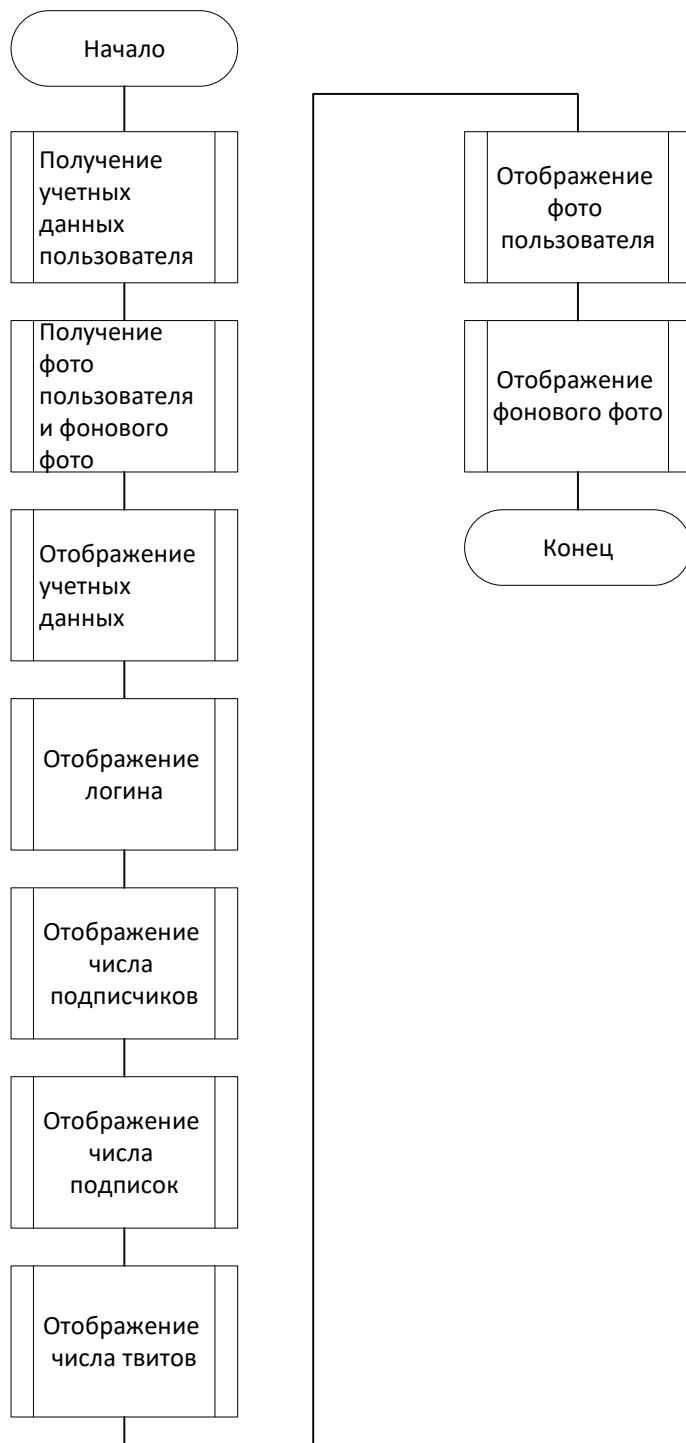 Начало
Получение
учетных
данных
пользователя
Получение
фото
пользователя
и фонового
фото
Отображение
учетных
данных
Отображение
логина
Отображение
числа
подписчиков
Отображение
числа
подписок
Отображение
числа твитов
Отображение
фото
пользователя
Отображение
фонового фото
Конец